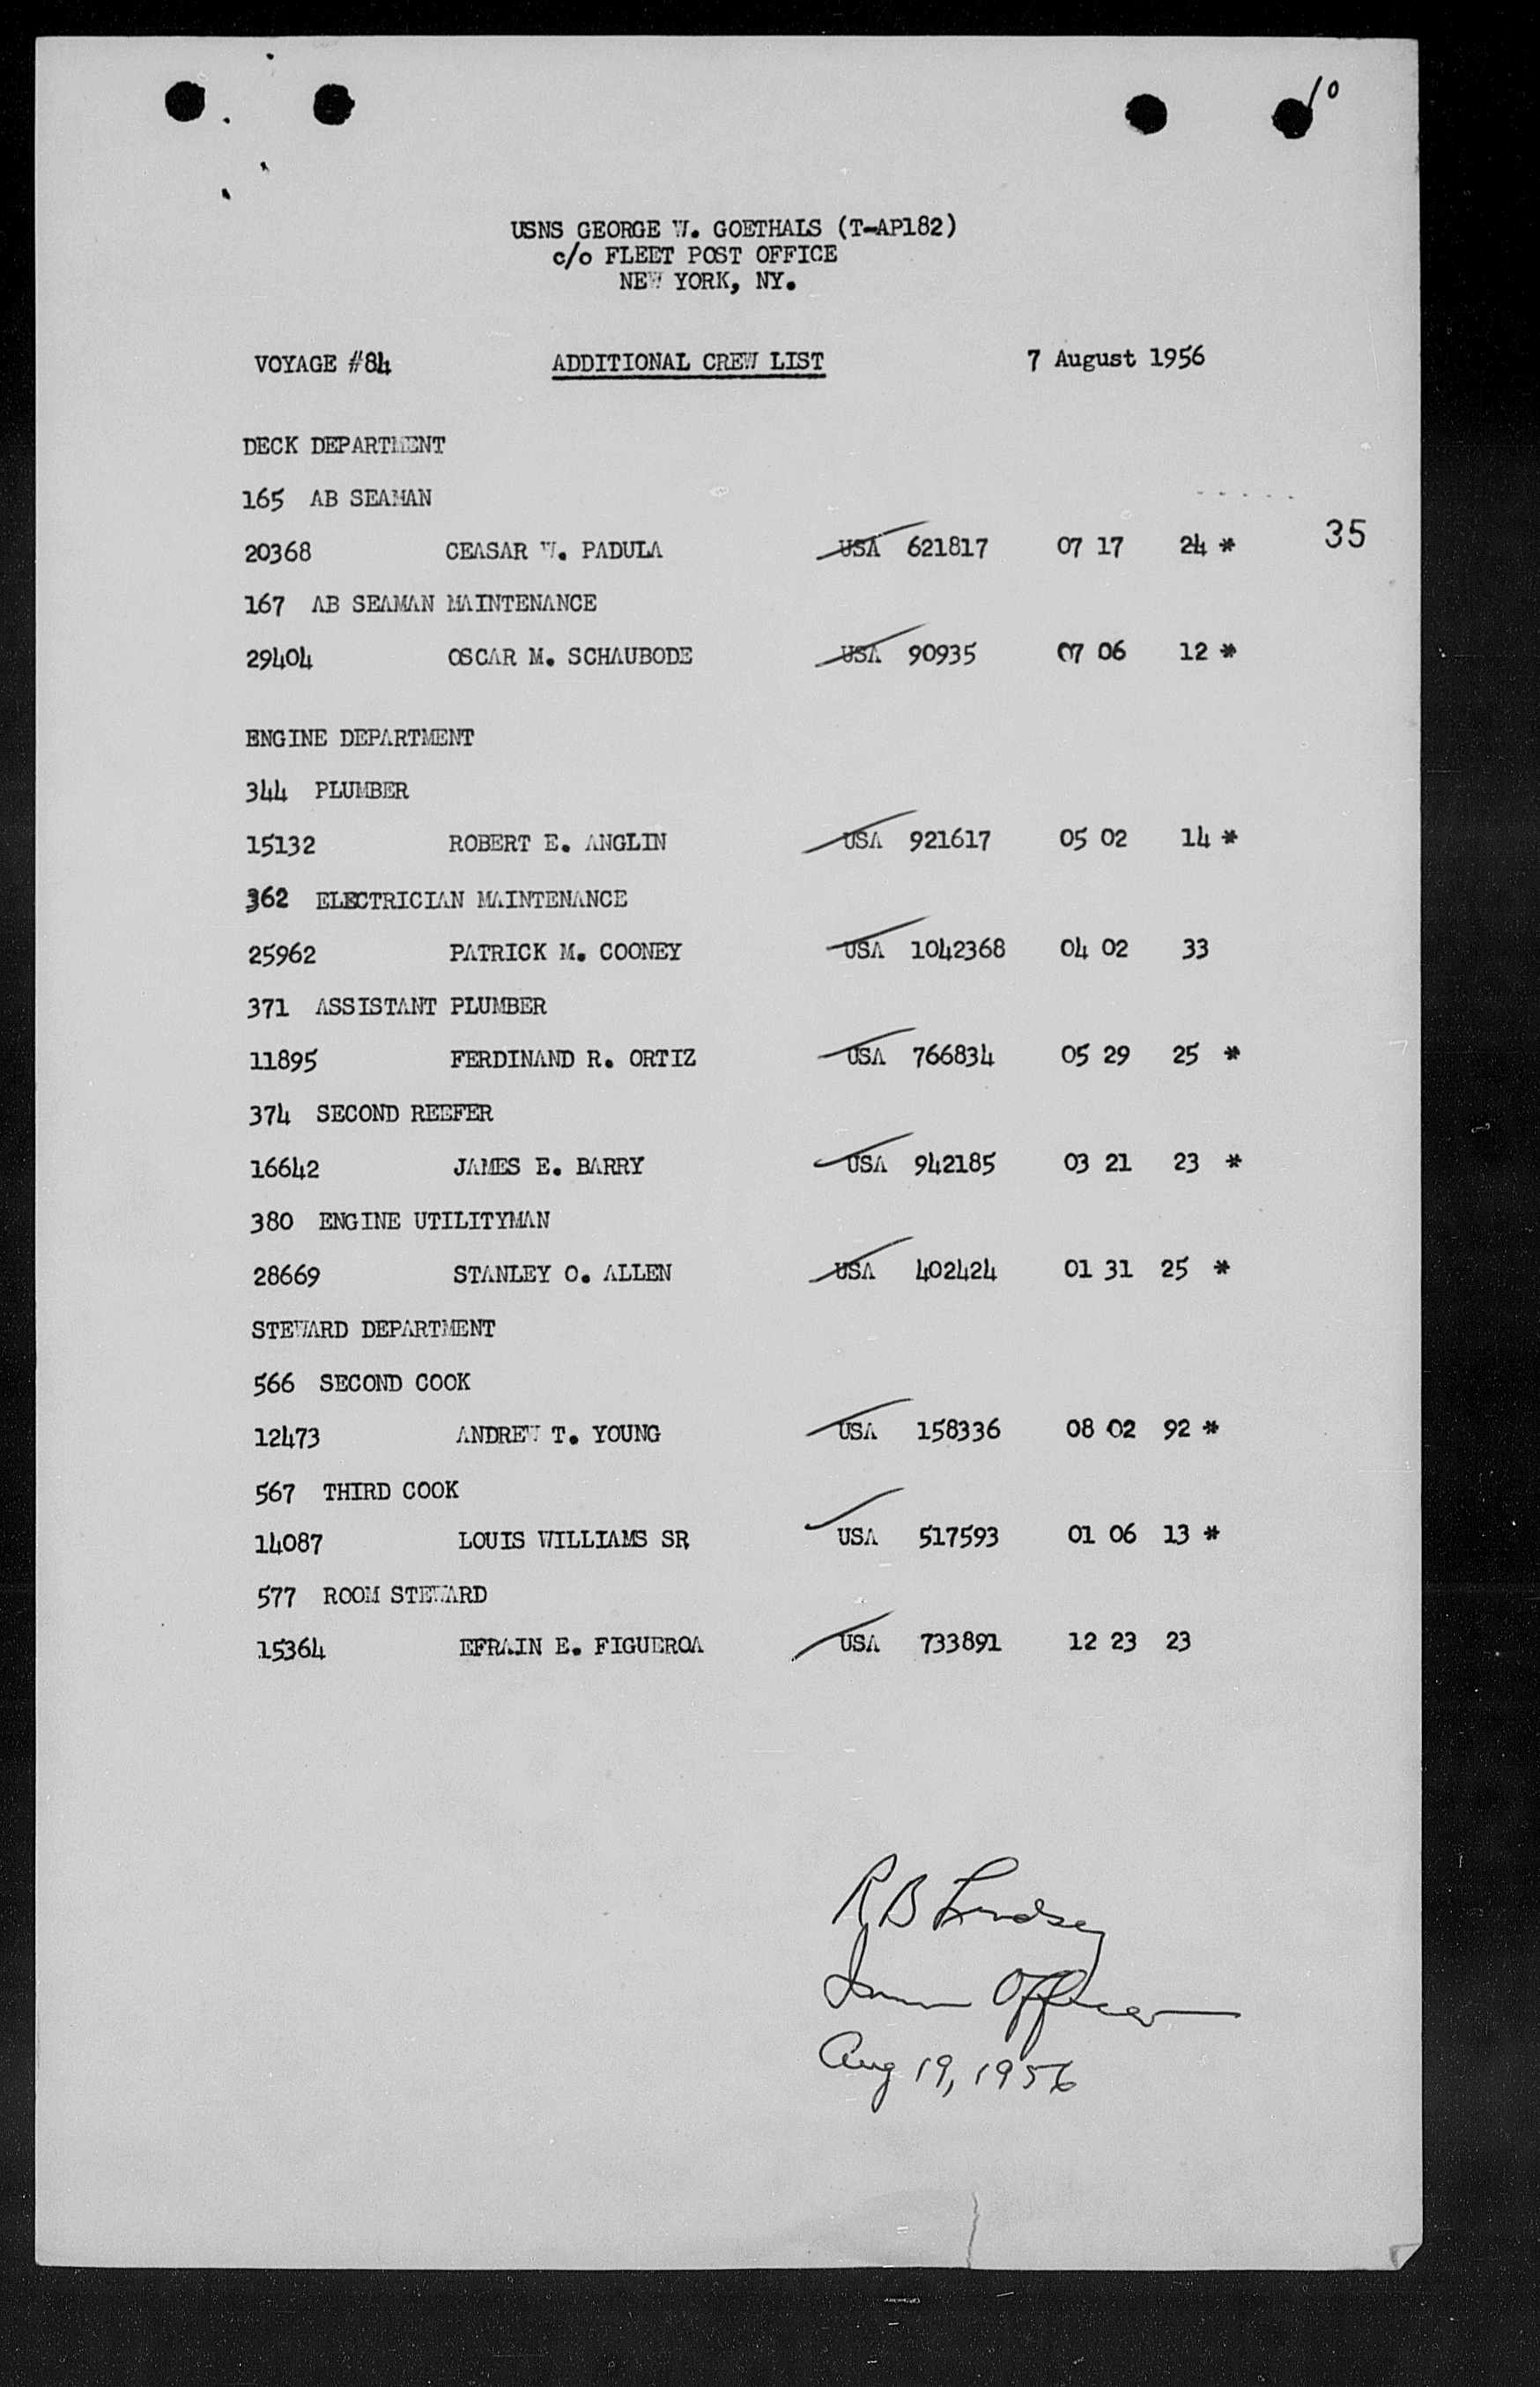 10
USNS GEORGE W. GOETHALS (T-AP182)
c/o FLEET POST OFFICE
NEW YORK, NY.
VOYAGE #84 ADDITIONAL CREW LIST 7 August 1956
DECK DEPARTMENT
165 AB SEAMAN
35
20368 CEASAR W. PADULA USA 621817 07 17 24 *
167 AB SEAMAN MAINTENANCE
29404 OSCAR M. SCHAUBODE USA 90935 07 06 12 *
ENGINE DEPARTMENT
344 PLUMBER
15132 ROBERT E. ANGLIN USA 921617 05 02 14 *
362 ELECTRICIAN MAINTENANCE
25962 PATRICK M. COONEY USA 1042368 04 02 33
371 ASSISTANT PLUMBER
11895 FERDINAND R. ORTIZ USA 766834 05 29 25 *
374 SECOND REEFER
16642 JAMES E. BARRY USA 942185 03 21 23 *
380 ENGINE UTILITYMAN
28669 STANLEY O. ALLEN USA 402424 01 31 25 *
STEWARD DEPARTMENT
566 SECOND COOK
12473 ANDREW T. YOUNG USA 158336 08 02 92 *
567 THIRD COOK
14087 LOUIS WILLIAMS SR USA 517593 01 06 13 *
577 ROOM STEWARD
15364 EFRAIN E. FIGUEROA USA 733891 12 23 23
R B Lindsey
Officer
Aug 19, 1956